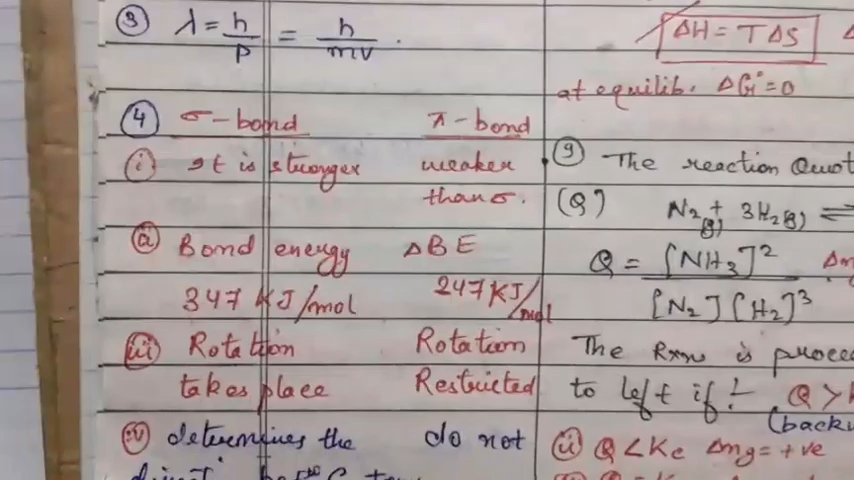 ③ λ = h/P = h/mv.
④ σ-bond π-bond
(i) It is stronger weaker
than σ.
(ii) Bond energy ΔBE
347 KJ/mol 247 KJ/mol
(iii) Rotation Rotation
takes place Restricted
(iv) determines the do not
ΔH = TΔS
at equilib. ΔG° = 0
⑨ The reaction Quot
(Q) N2(g) + 3H2(g) ⇌
Q = [NH3]^2 / [N2][H2]^3
The Rxn is procee
to left if :- Q > K
(backw
(ii) Q < Kc Δng = +ve